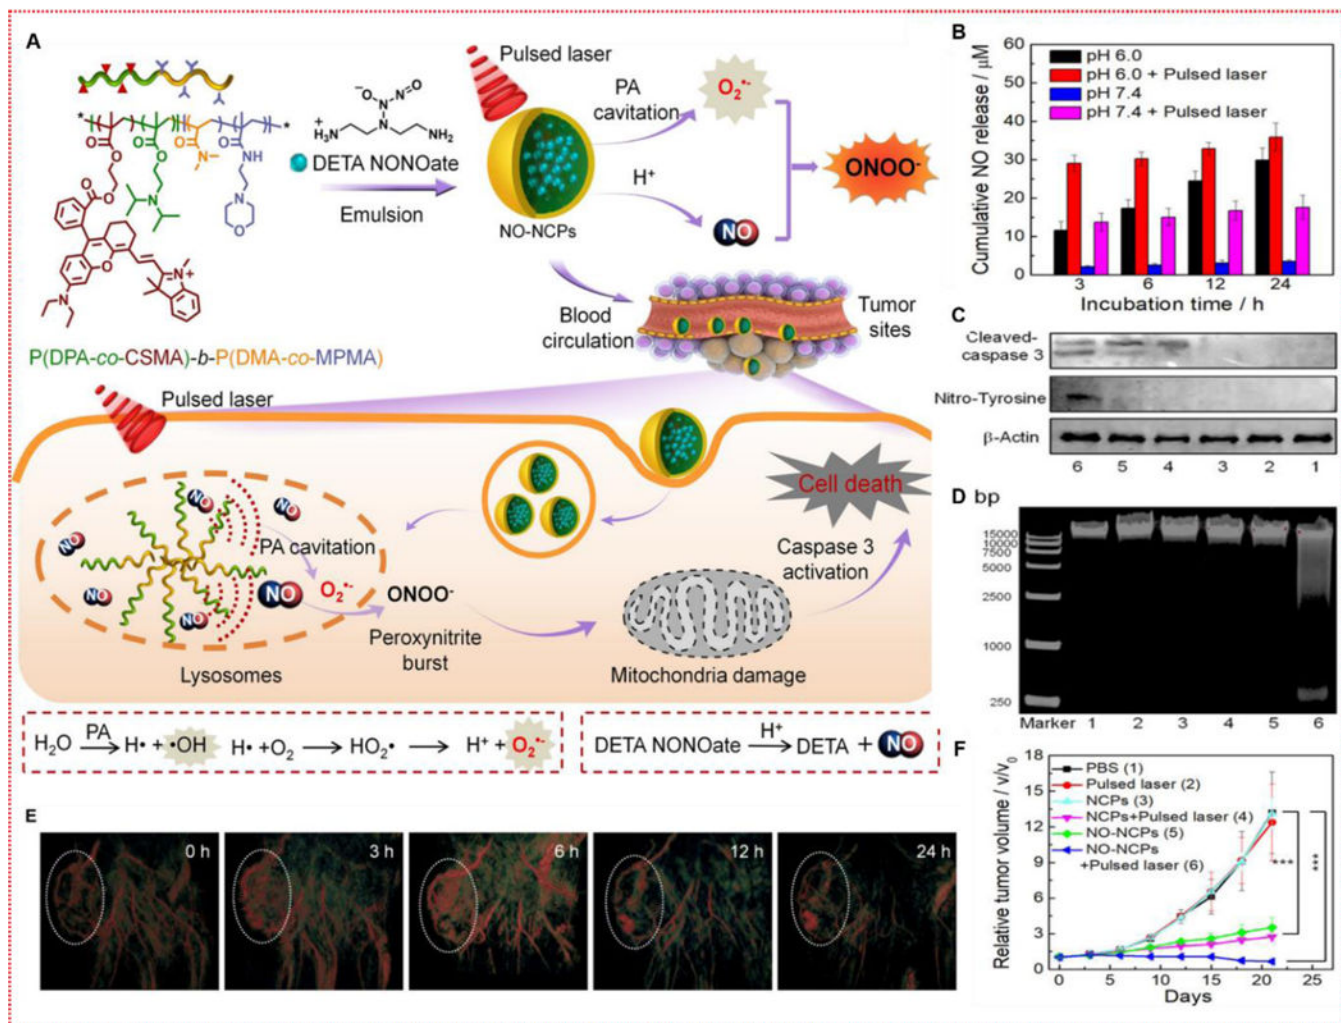 A
Pulsed laser
PA
cavitation
O₂•⁻
ONOO⁻
H⁺
NO
NO-NCPs
DETA NONOate
Emulsion
Blood
circulation
Tumor
sites
P(DPA-co-CSMA)-b-P(DMA-co-MPMA)
Pulsed laser
NO
NO
NO
NO
NO
NO
PA cavitation
O₂•⁻
ONOO⁻
Peroxynitrite
burst
Lysosomes
Mitochondria damage
Caspase 3
activation
Cell death
H₂O PA H• + •OH H• +O₂ HO₂• H⁺ + O₂•⁻
DETA NONOate H⁺ DETA + NO
B
Cumulative NO release / μM
60
50
40
30
20
10
0
pH 6.0
pH 6.0 + Pulsed laser
pH 7.4
pH 7.4 + Pulsed laser
3 6 12 24
Incubation time / h
C
Cleaved-
caspase 3
Nitro-Tyrosine
β-Actin
6 5 4 3 2 1
D bp
15000
10000
7500
5000
2500
1000
250
Marker 1 2 3 4 5 6
E
0 h 3 h 6 h 12 h 24 h
F
Relative tumor volume / v/v₀
18
15
12
9
6
3
0
PBS (1)
Pulsed laser (2)
NCPs (3)
NCPs+Pulsed laser (4)
NO-NCPs (5)
NO-NCPs
+Pulsed laser (6)
***
***
0 5 10 15 20 25
Days